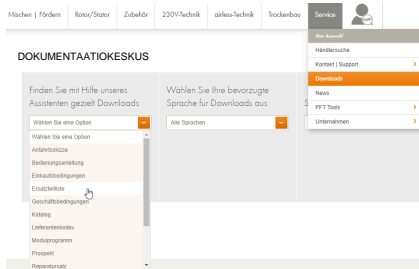 Mischen | Fördern
Rotor/Stator
Zubehör
230V-Technik
airless-Technik
Trockenbau
Service
Ihre Auswahl
Händlersuche
Kontakt | Support
Downloads
News
PFT Tools
Unternehmen
DOKUMENTAATIOKESKUS
Finden Sie mit Hilfe unseres
Assistenten gezielt Downloads
Wählen Sie Ihre bevorzugte
Sprache für Downloads aus
S
Wählen Sie eine Option
Alle Sprachen
Wählen Sie eine Option
Anfahrtsskizze
Bedienungsanleitung
Einkaufsbedingungen
Ersatzteilliste
Geschäftsbedingungen
Katalog
Lieferantenkodex
Modulprogramm
Prospekt
Reparatursatz